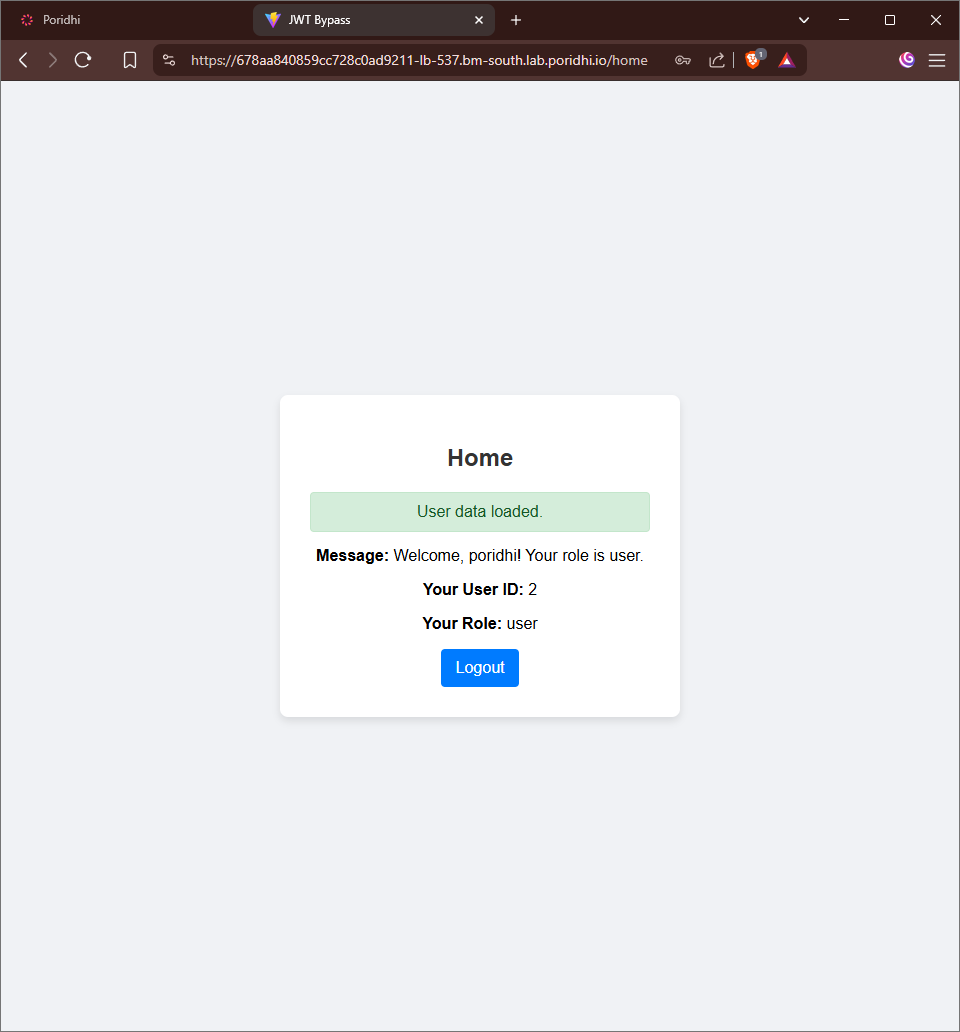 Poridhi
JWT Bypass
https://678aa840859cc728c0ad9211-lb-537.bm-south.lab.poridhi.io/home
1
Home
User data loaded.
Message: Welcome, poridhi! Your role is user.
Your User ID: 2
Your Role: user
Logout